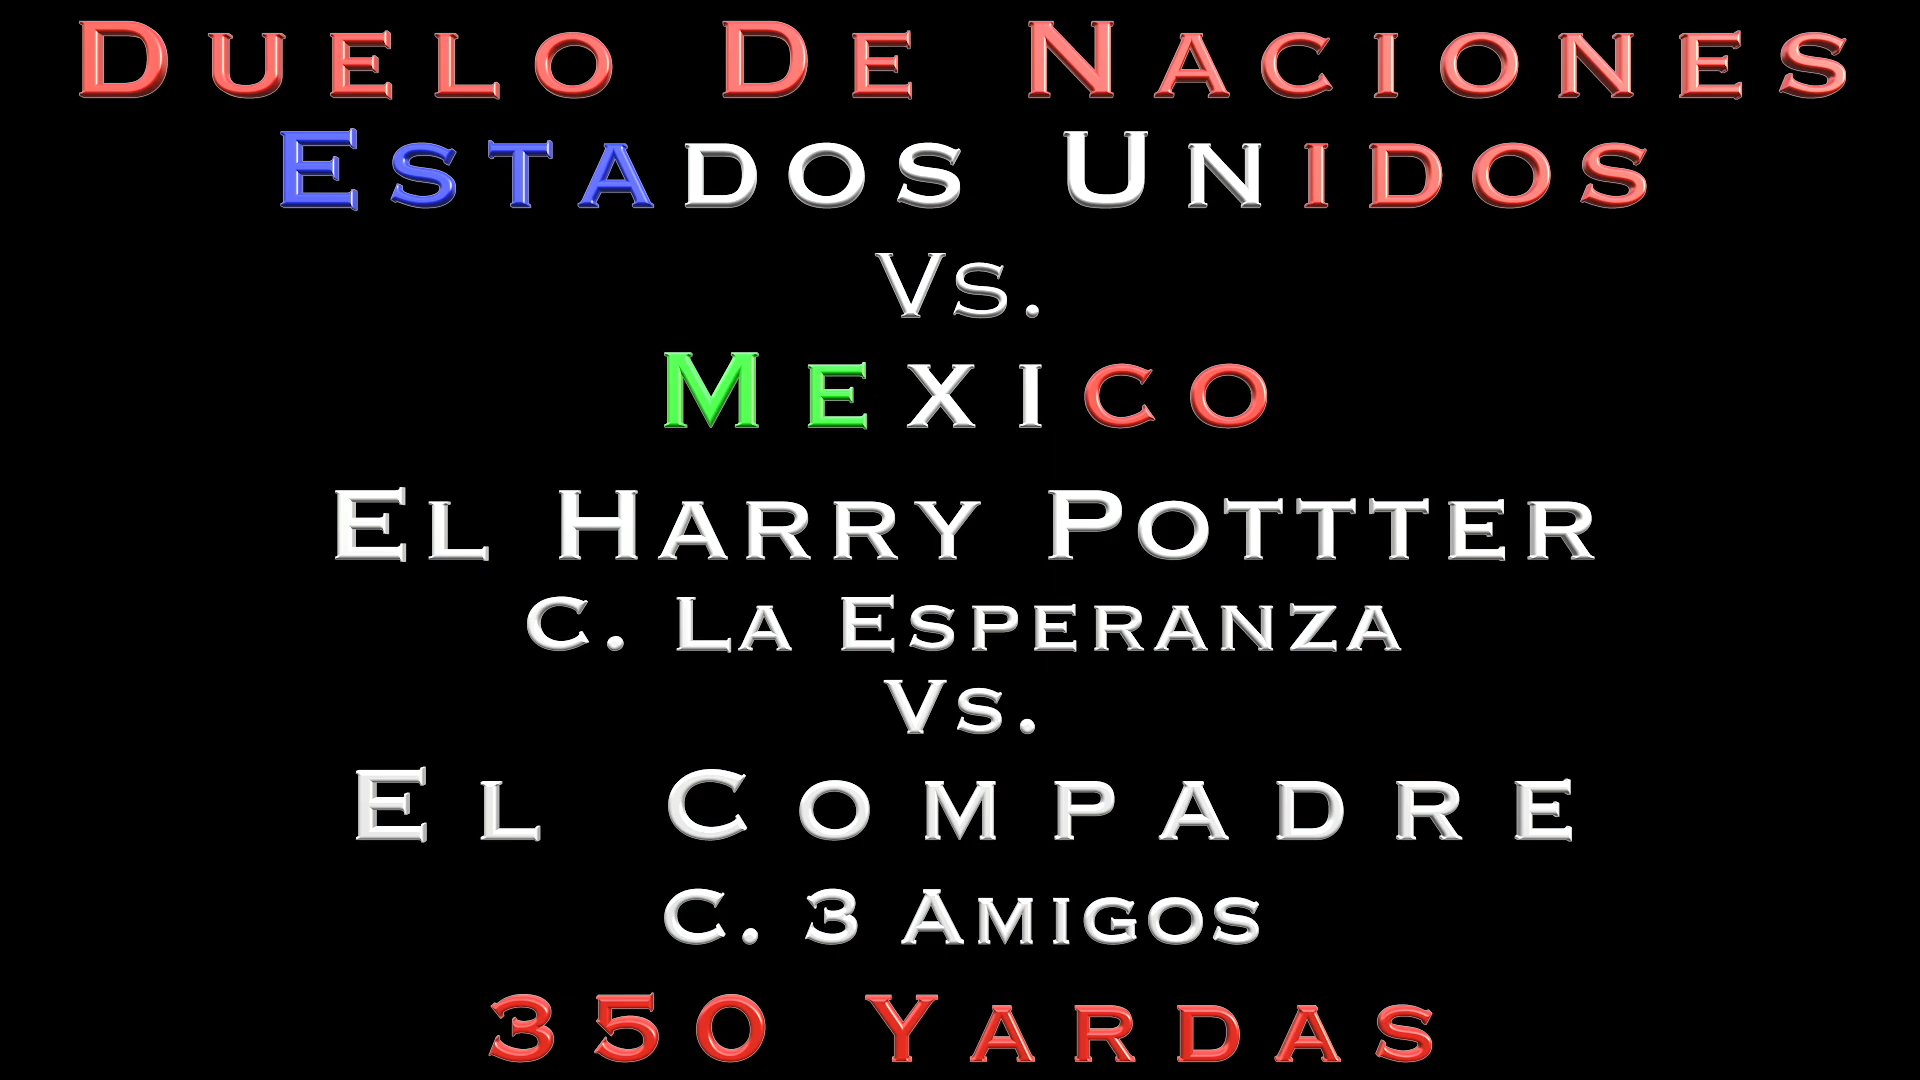 Duelo De Naciones
Estados Unidos
Vs.
Mexico
El Harry Pottter
C. La Esperanza
Vs.
El Compadre
C. 3 Amigos
350 Yardas